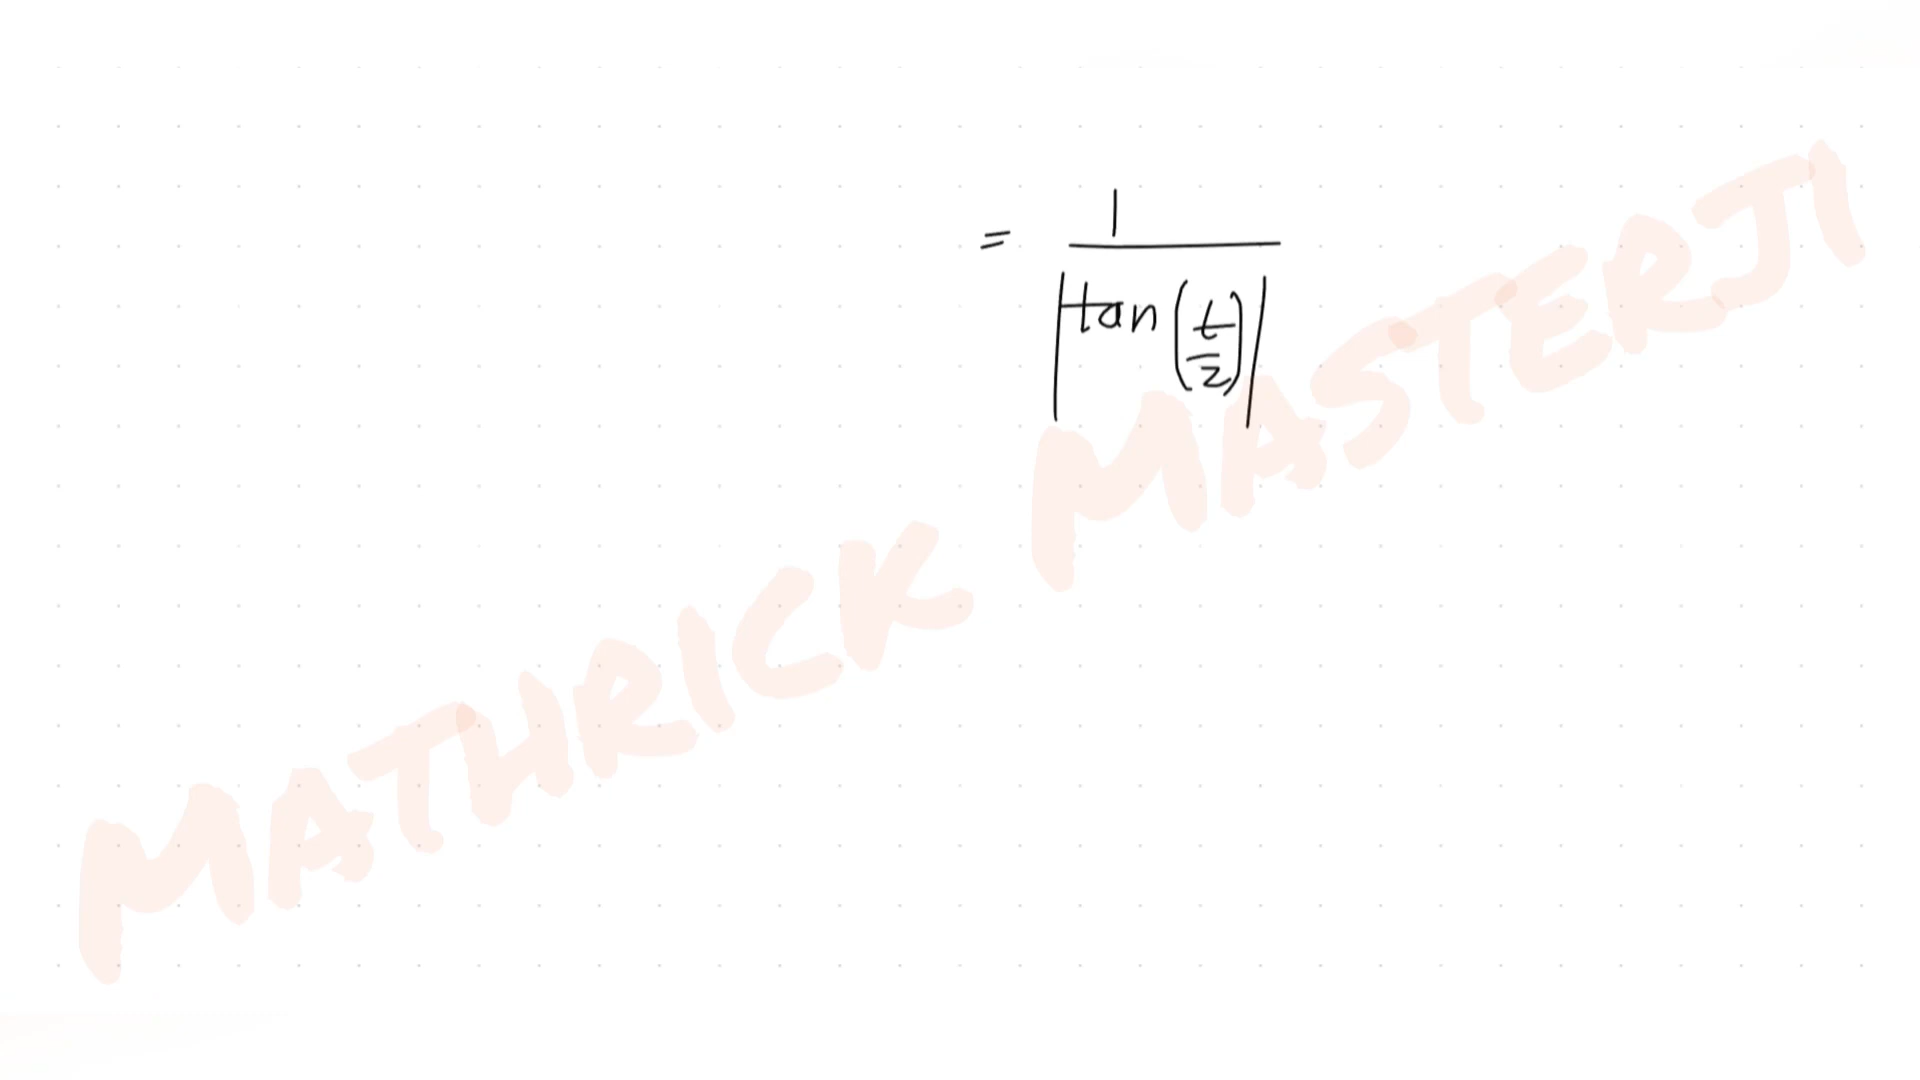 = 1 / |tan(t/2)|
MATHRICK MASTERJI